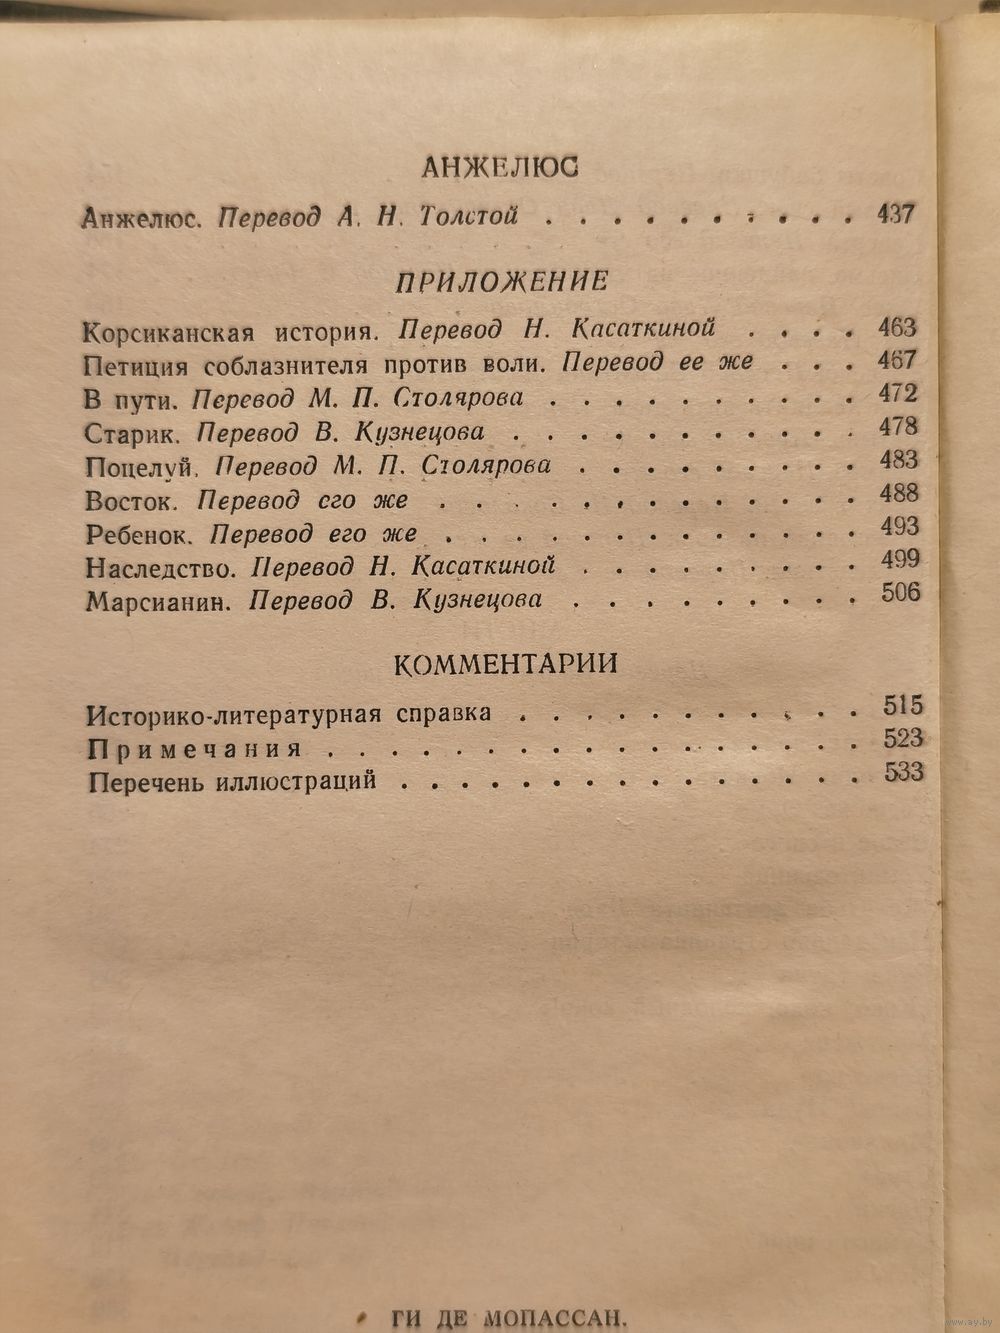 АНЖЕЛЮС
Анжелюс. Перевод А. Н. Толстой . . . . . . . . . . 437
ПРИЛОЖЕНИЕ
Корсиканская история. Перевод Н. Касаткиной . . . . 463
Петиция соблазнителя против воли. Перевод ее же . . . 467
В пути. Перевод М. П. Столярова . . . . . . . . . . 472
Старик. Перевод В. Кузнецова . . . . . . . . . . . 478
Поцелуй. Перевод М. П. Столярова . . . . . . . . . 483
Восток. Перевод его же . . . . . . . . . . . . 488
Ребенок. Перевод его же . . . . . . . . . . . . . 493
Наследство. Перевод Н. Касаткиной . . . . . . . . . 499
Марсианин. Перевод В. Кузнецова . . . . . . . . . 506
КОММЕНТАРИИ
Историко-литературная справка . . . . . . . . . . . 515
Примечания . . . . . . . . . . . . . . . . . 523
Перечень иллюстраций . . . . . . . . . . . . . . . 533
ГИ ДЕ МОПАССАН.
www.ay.by